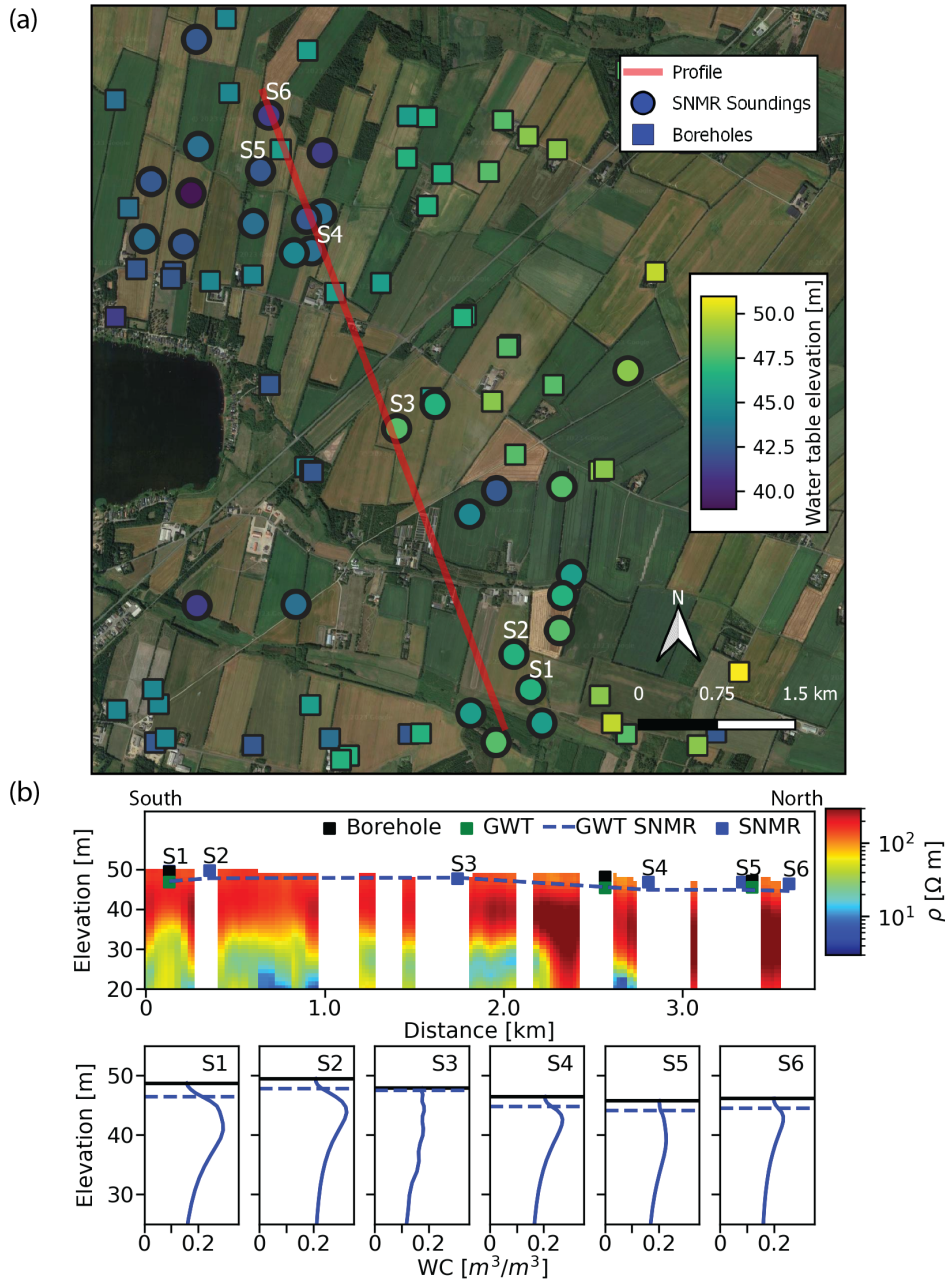 (a)
S6
S5
S4
S3
S2
S1
Profile
SNMR Soundings
Boreholes
50.0
47.5
45.0
42.5
40.0
Water table elevation [m]
N
0 0.75 1.5 km
(b)
South North
Borehole GWT GWT SNMR SNMR
S1 S2 S3 S4 S5 S6
Elevation [m]
50
40
30
20
0.0 1.0 2.0 3.0
Distance [km]
10²
10¹
ρ [Ω m]
S1 S2 S3 S4 S5 S6
Elevation [m]
50
40
30
0 0.2 0 0.2 0 0.2 0 0.2 0 0.2 0 0.2
WC [m³/m³]